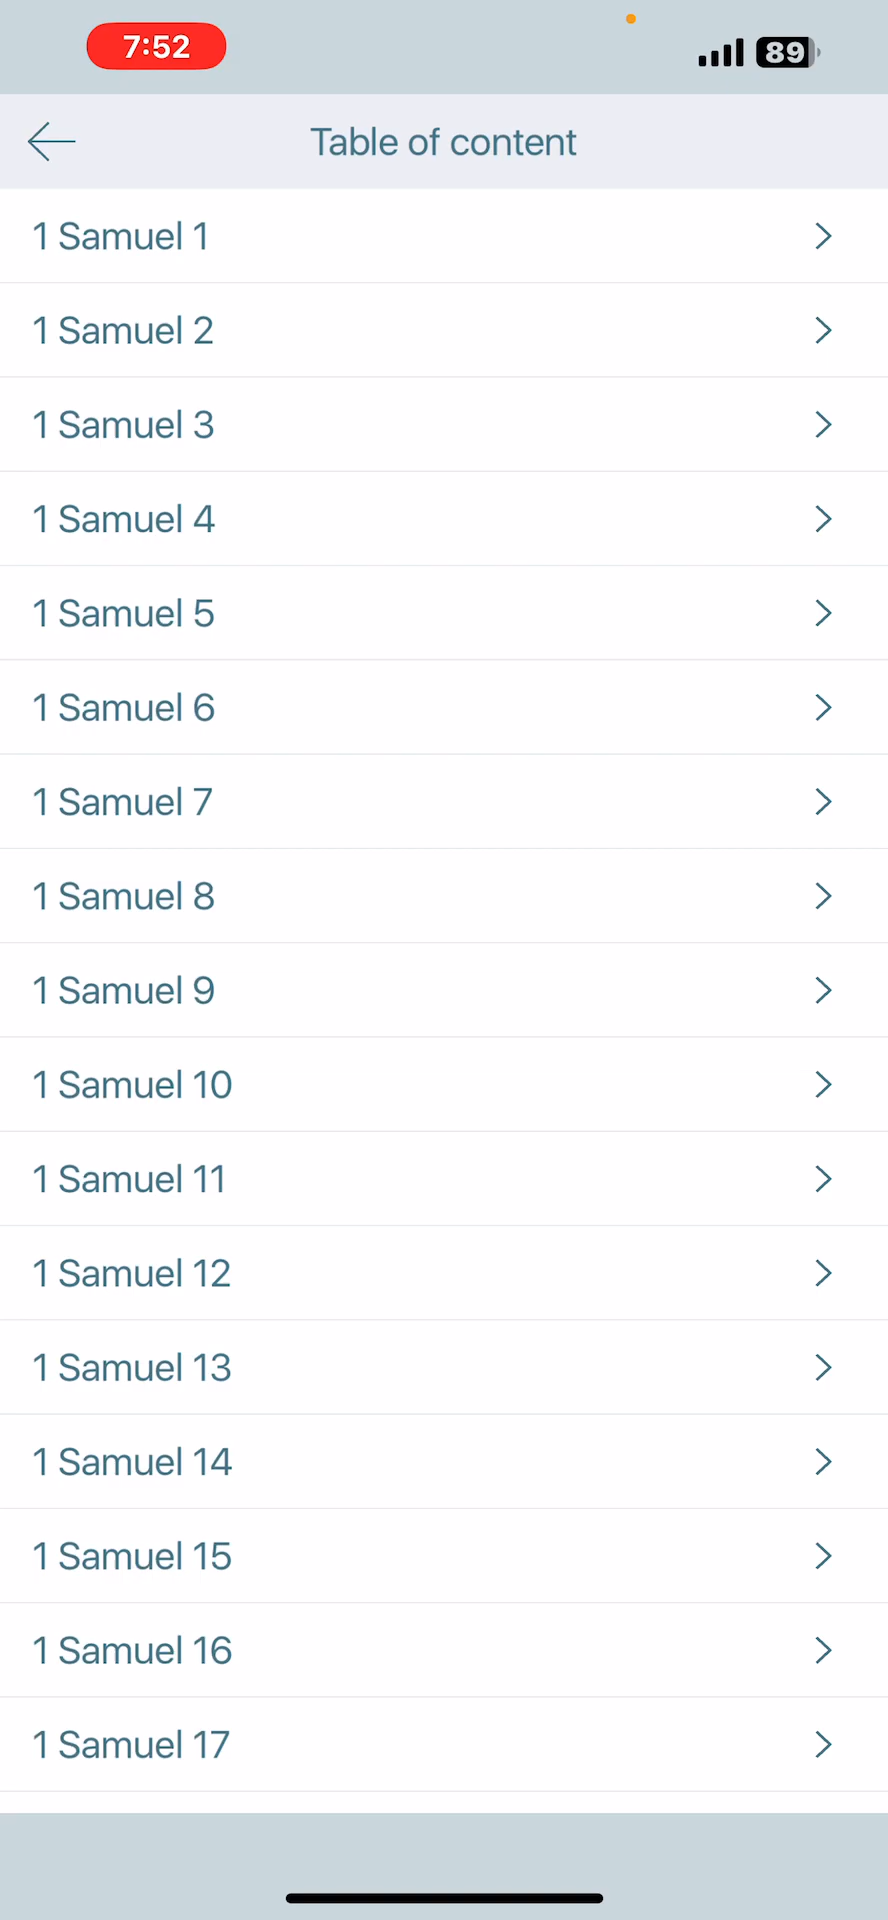 7:52
89
Table of content
1 Samuel 1
1 Samuel 2
1 Samuel 3
1 Samuel 4
1 Samuel 5
1 Samuel 6
1 Samuel 7
1 Samuel 8
1 Samuel 9
1 Samuel 10
1 Samuel 11
1 Samuel 12
1 Samuel 13
1 Samuel 14
1 Samuel 15
1 Samuel 16
1 Samuel 17